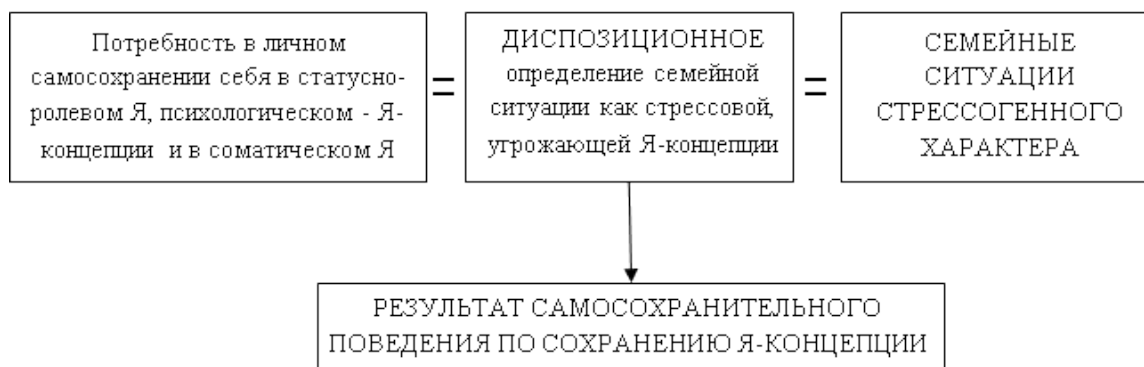 Потребность в личном
самосохранении себя в статусно-
ролевом Я, психологическом - Я-
концепции и в соматическом Я
=
ДИСПОЗИЦИОННОЕ
определение семейной
ситуации как стрессовой,
угрожающей Я-концепции
=
СЕМЕЙНЫЕ
СИТУАЦИИ
СТРЕССОГЕННОГО
ХАРАКТЕРА
РЕЗУЛЬТАТ САМОСОХРАНИТЕЛЬНОГО
ПОВЕДЕНИЯ ПО СОХРАНЕНИЮ Я-КОНЦЕПЦИИ